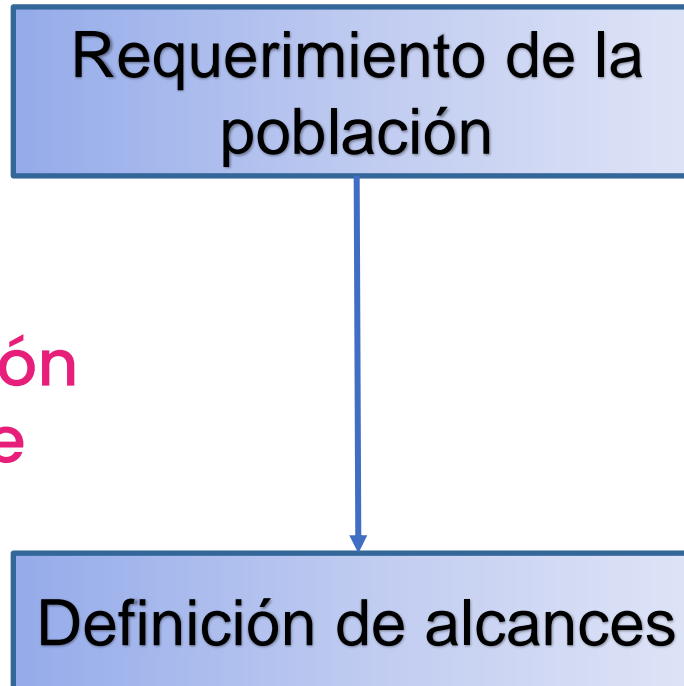 Requerimiento de la
población
ón
e
Definición de alcances